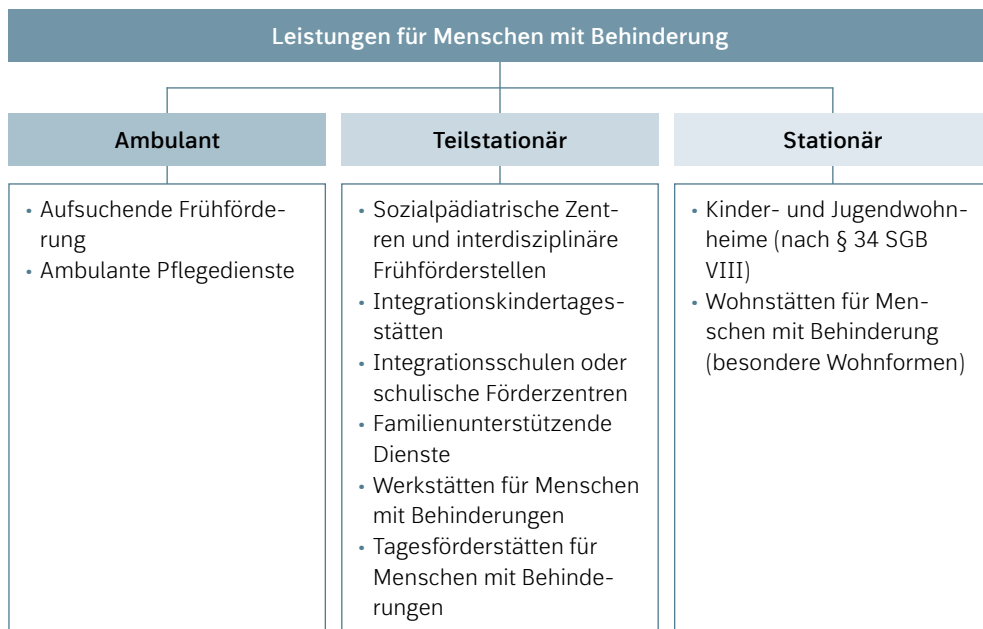 Leistungen für Menschen mit Behinderung
Ambulant
• Aufsuchende Frühförde-
rung
• Ambulante Pflegedienste
Teilstationär
• Sozialpädiatrische Zent-
ren und interdisziplinäre
Frühförderstellen
• Integrationskindertages-
stätten
• Integrationsschulen oder
schulische Förderzentren
• Familienunterstützende
Dienste
• Werkstätten für Menschen
mit Behinderungen
• Tagesförderstätten für
Menschen mit Behinde-
rungen
Stationär
• Kinder- und Jugendwohn-
heime (nach § 34 SGB
VIII)
• Wohnstätten für Men-
schen mit Behinderung
(besondere Wohnformen)